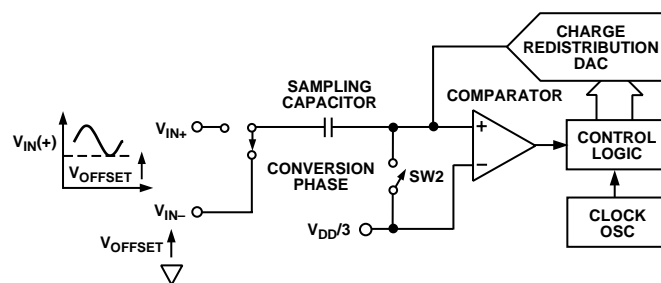 CHARGE
REDISTRIBUTION
DAC
SAMPLING
CAPACITOR
COMPARATOR
VIN(+)
VOFFSET
VIN+
CONVERSION
PHASE
SW2
+
–
CONTROL
LOGIC
VIN–
VOFFSET
VDD/3
CLOCK
OSC